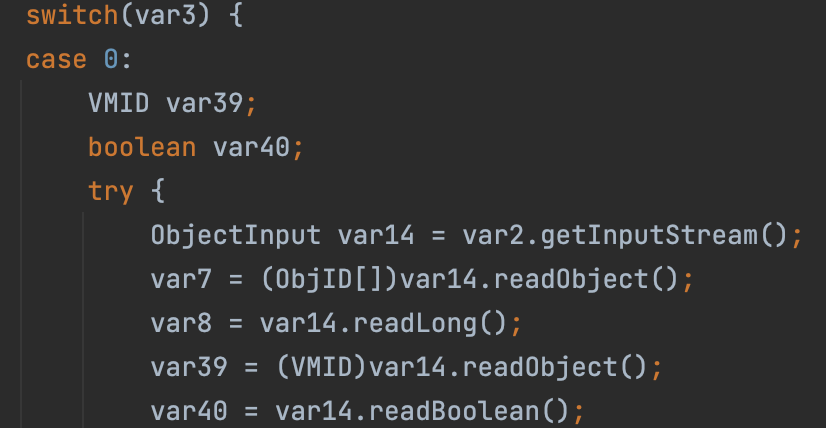 switch(var3) {
case 0:
VMID var39;
boolean var40;
try {
ObjectInput var14 = var2.getInputStream();
var7 = (ObjID[])var14.readObject();
var8 = var14.readLong();
var39 = (VMID)var14.readObject();
var40 = var14.readBoolean();